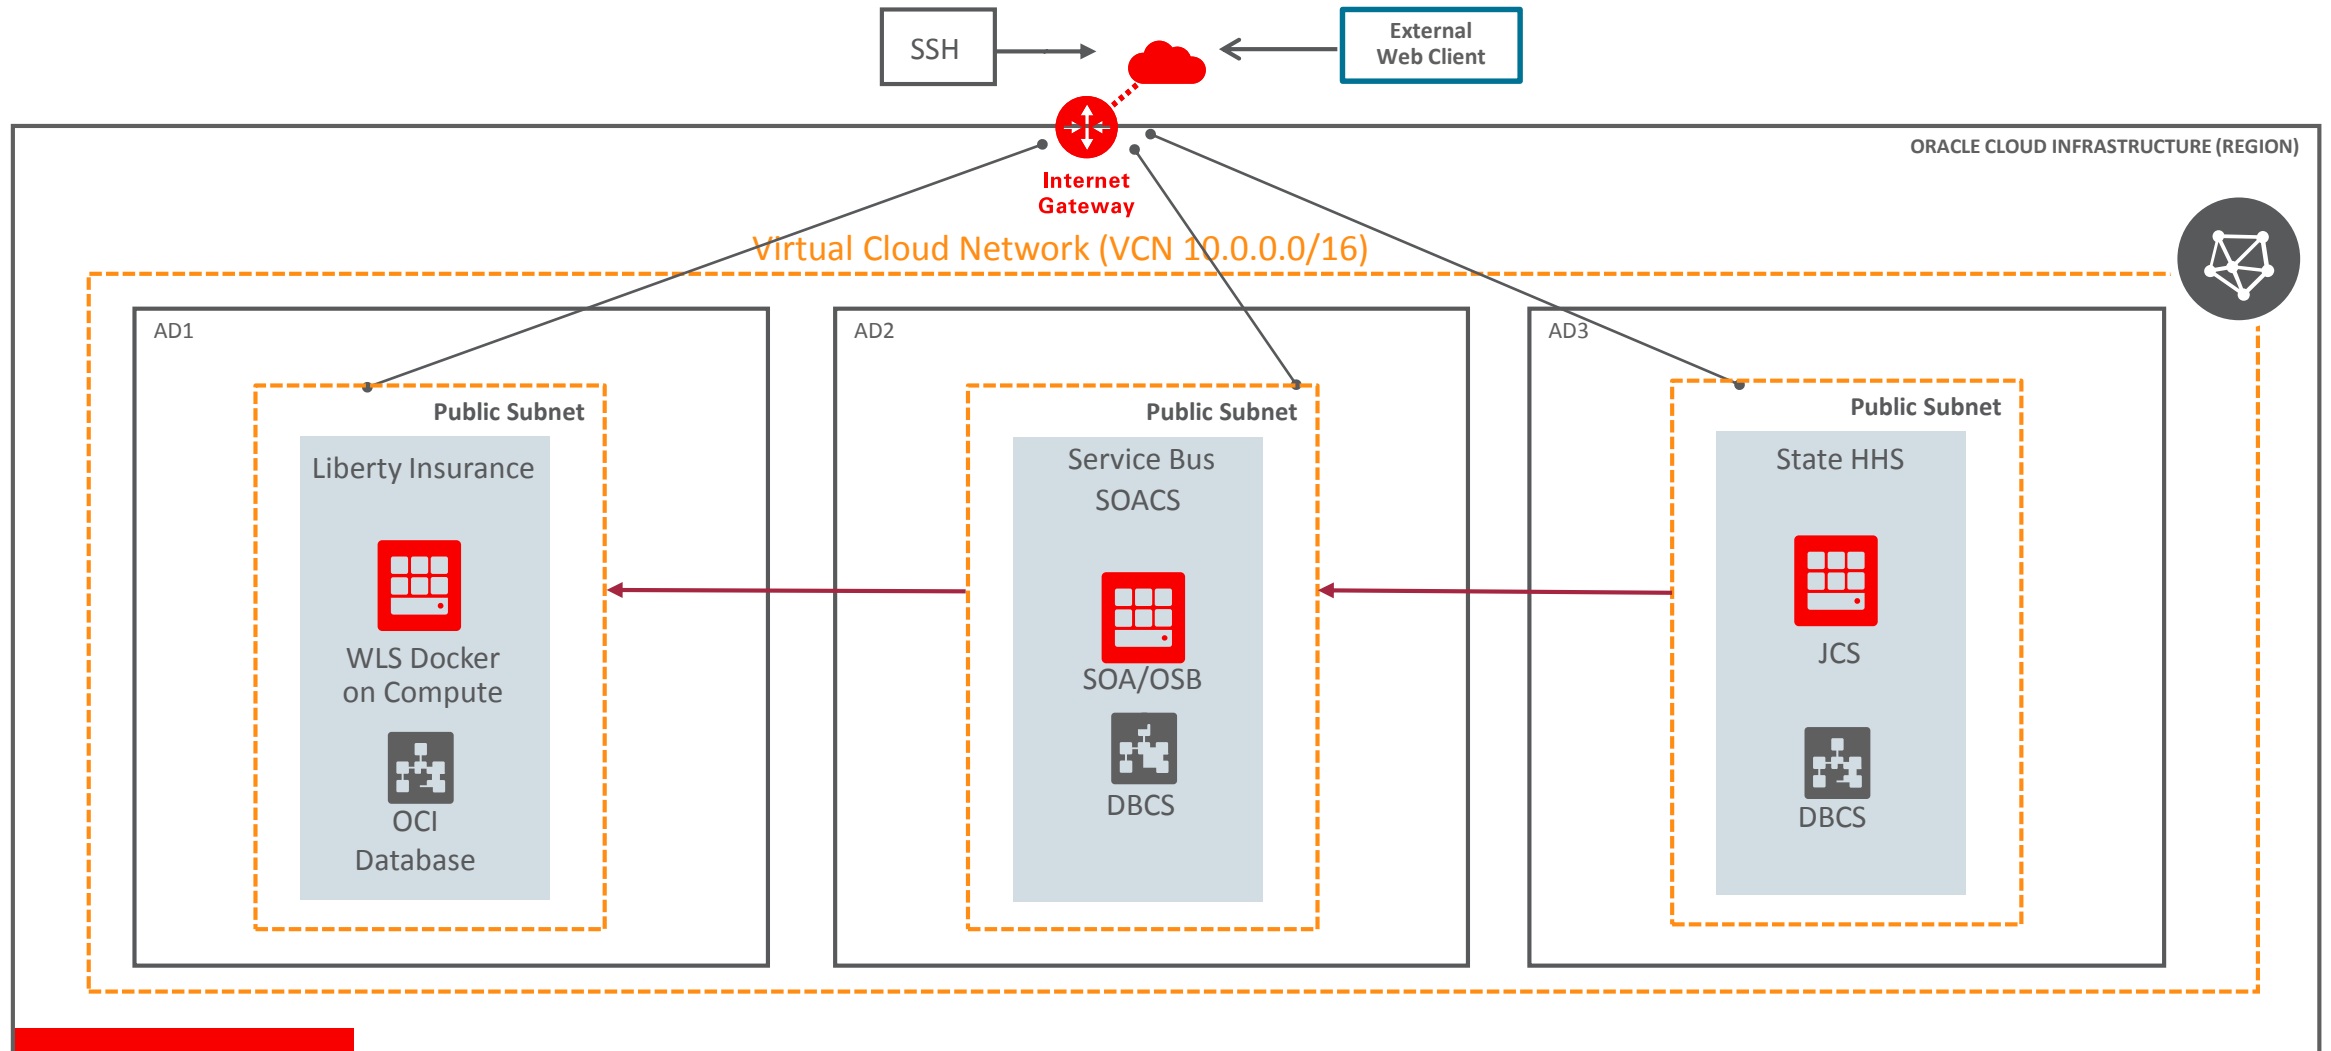 SSH
External
Web Client
ORACLE CLOUD INFRASTRUCTURE (REGION)
Internet
Gateway
Virtual Cloud Network (VCN 10.0.0.0/16)
AD1
Public Subnet
Liberty Insurance
WLS Docker
on Compute
OCI
Database
AD2
Public Subnet
Service Bus
SOACS
SOA/OSB
DBCS
AD3
Public Subnet
State HHS
JCS
DBCS